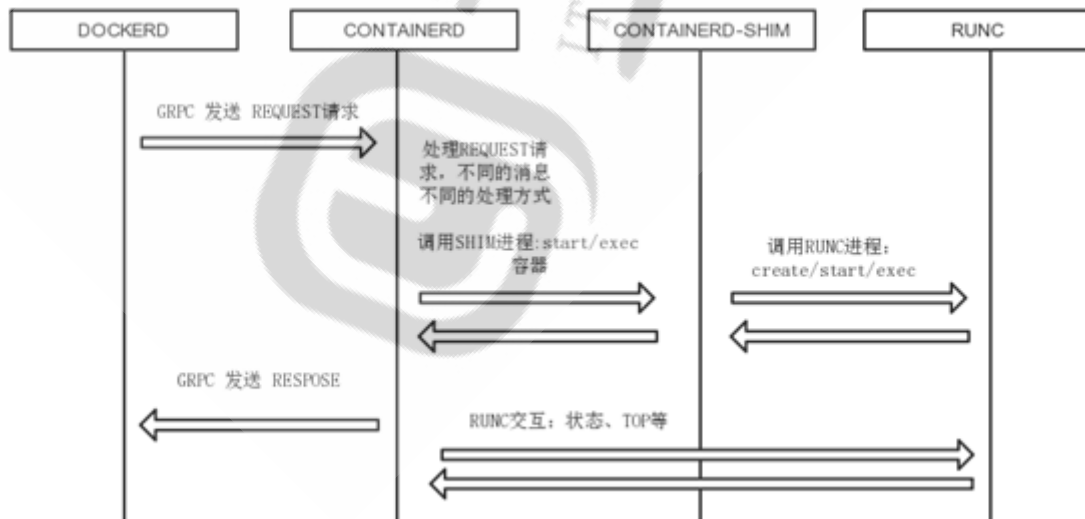 DOCKERD
CONTAINERD
CONTAINERD-SHIM
RUNC
GRPC 发送 REQUEST请求
处理REQUEST请
求，不同的消息
不同的处理方式
调用SHIM进程:start/exec
容器
调用RUNC进程：
create/start/exec
GRPC 发送 RESPOSE
RUNC交互：状态、TOP等
IT